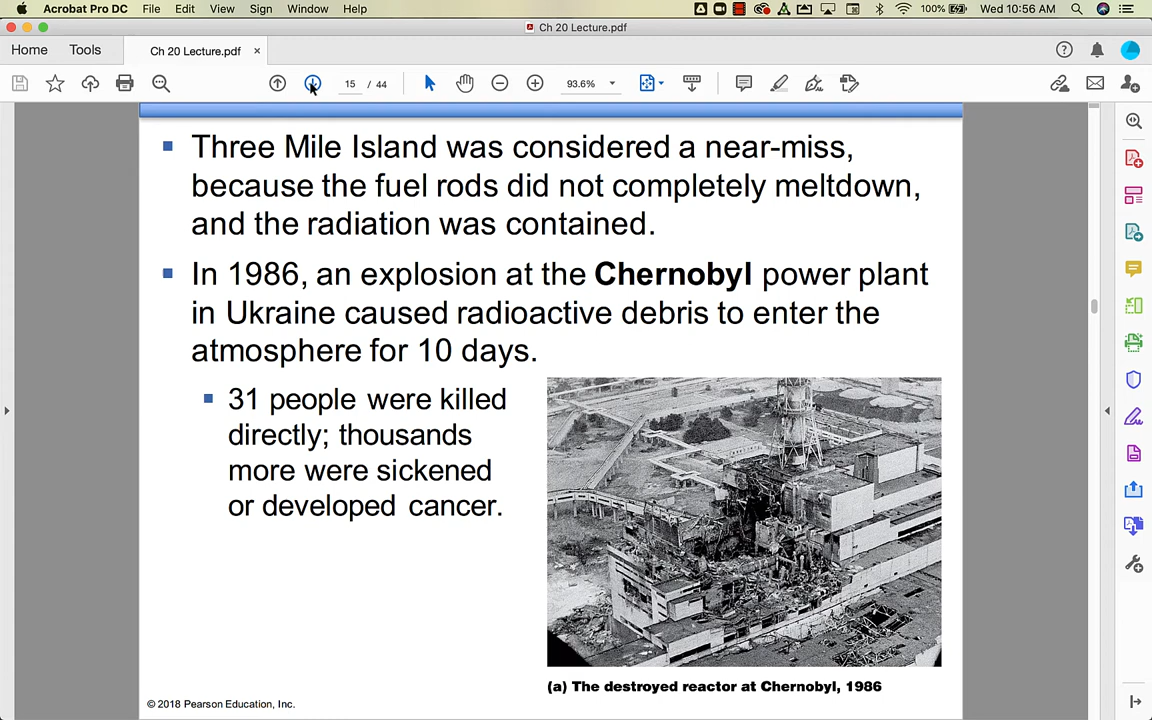 Acrobat Pro DC File Edit View Sign Window Help 100% Wed 10:56 AM
Ch 20 Lecture.pdf
Home Tools Ch 20 Lecture.pdf ×
15 / 44 93.6%
Three Mile Island was considered a near-miss,
because the fuel rods did not completely meltdown,
and the radiation was contained.
In 1986, an explosion at the Chernobyl power plant
in Ukraine caused radioactive debris to enter the
atmosphere for 10 days.
31 people were killed
directly; thousands
more were sickened
or developed cancer.
(a) The destroyed reactor at Chernobyl, 1986
© 2018 Pearson Education, Inc.